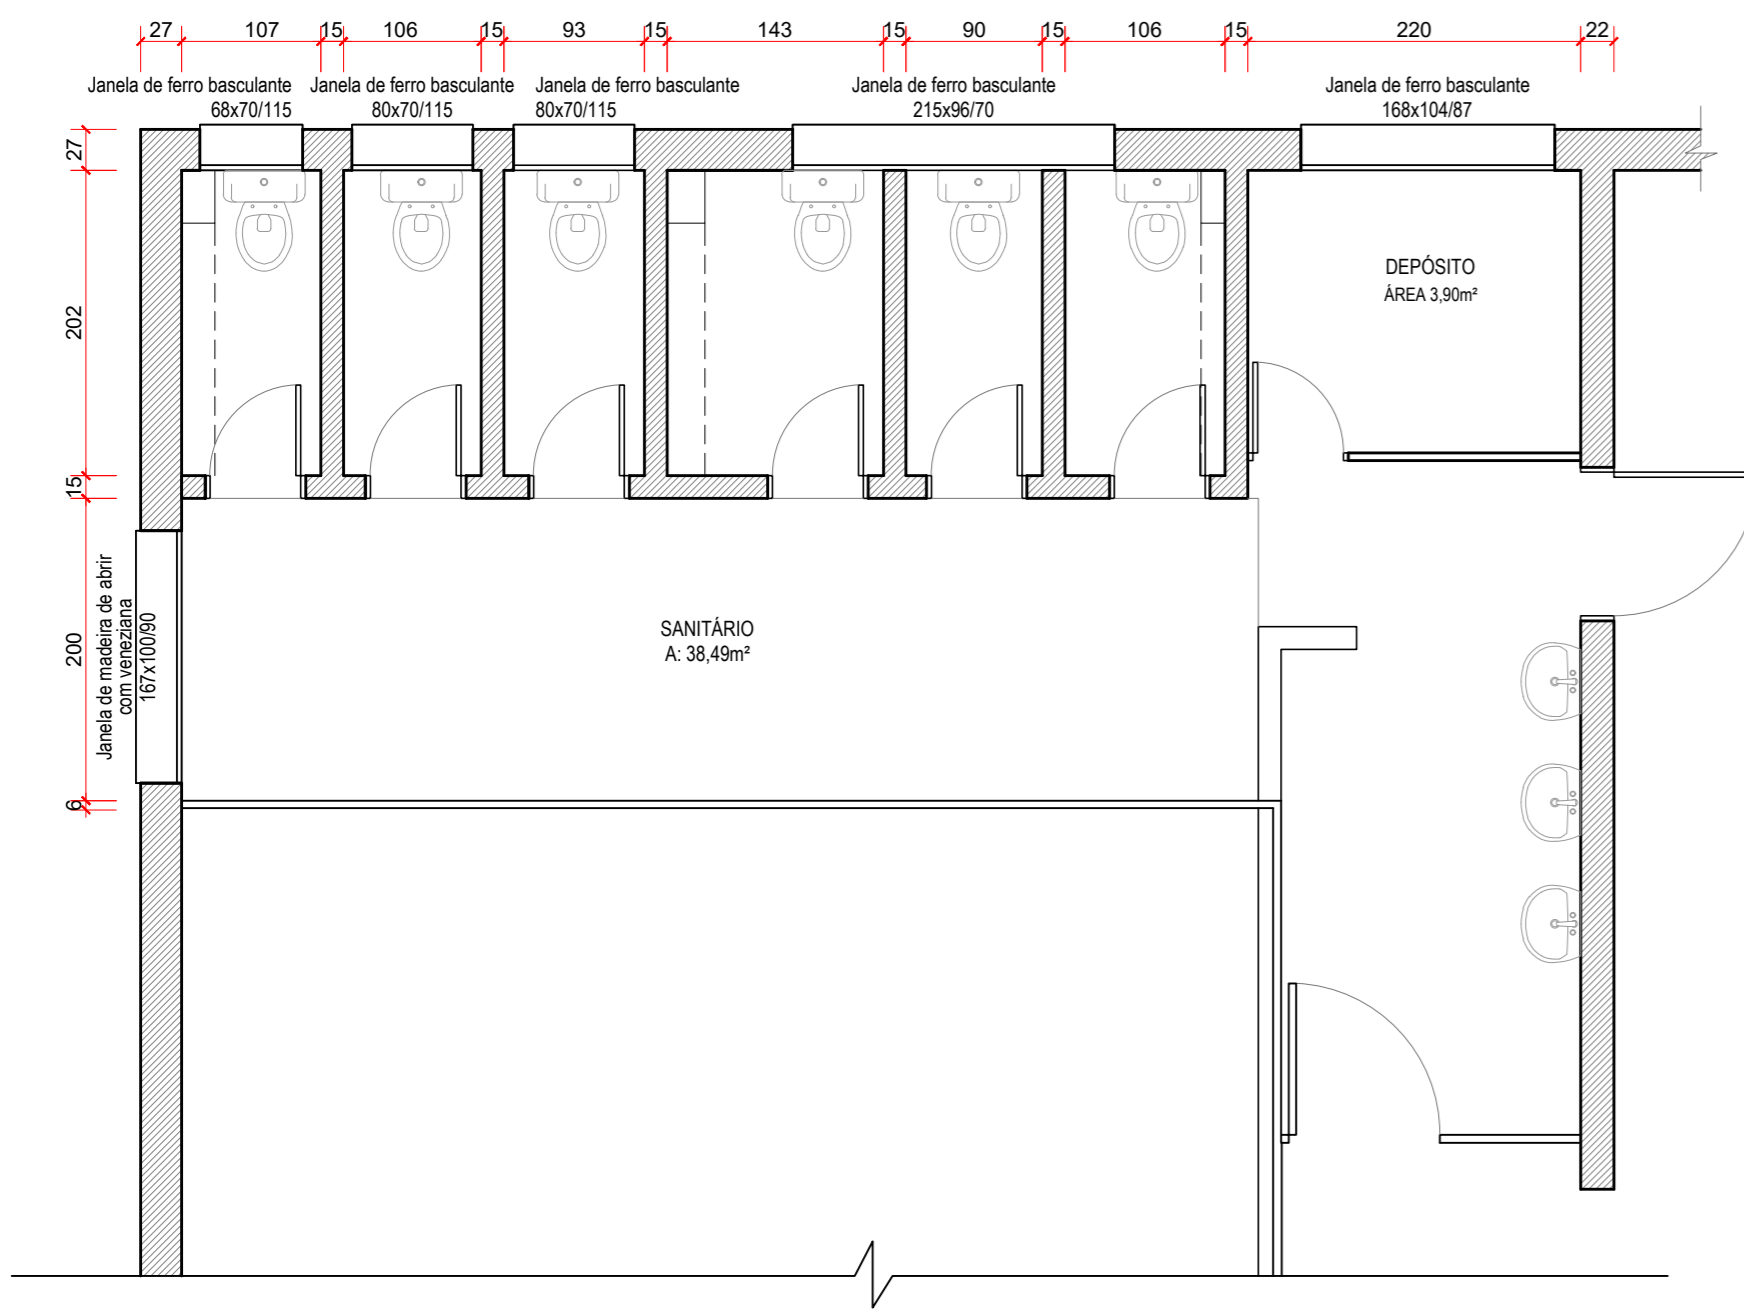 27 107 15 106 15 93 15 143 15 90 15 106 15 220 22
Janela de ferro basculante
68x70/115
Janela de ferro basculante
80x70/115
Janela de ferro basculante
80x70/115
Janela de ferro basculante
215x96/70
Janela de ferro basculante
168x104/87
27
202
15
200
6
DEPÓSITO
ÁREA 3,90m²
Janela de madeira de abrir
com veneziana
167x100/90
SANITÁRIO
A: 38,49m²